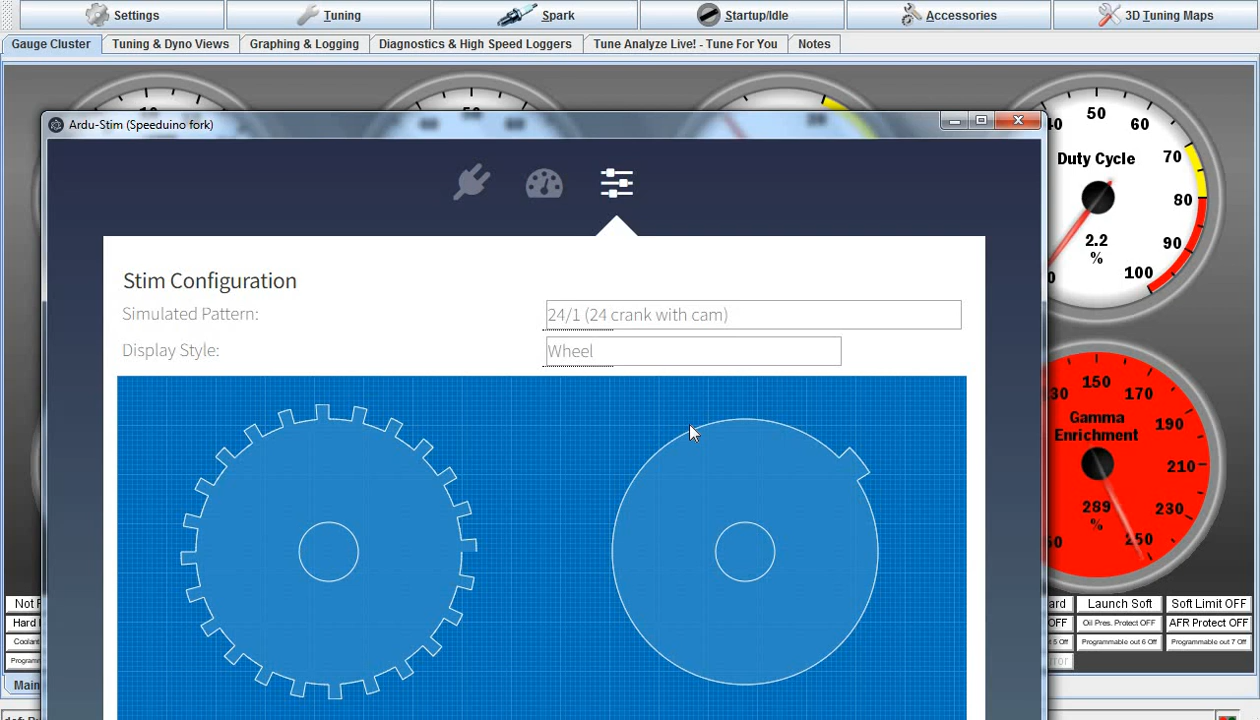 Settings Tuning Spark Startup/Idle Accessories 3D Tuning Maps
Gauge Cluster Tuning & Dyno Views Graphing & Logging Diagnostics & High Speed Loggers Tune Analyze Live! - Tune For You Notes
Ardu-Stim (Speeduino fork)
Stim Configuration
Simulated Pattern: 24/1 (24 crank with cam)
Display Style: Wheel
40 50 60 70 80 90 100
Duty Cycle
2.2
%
130 150 170 190 210 230 250
Gamma
Enrichment
289
%
Launch Soft Soft Limit OFF
OFF Oil Pres. Protect OFF AFR Protect OFF
Programmable out 6 Off Programmable out 7 Off
Main